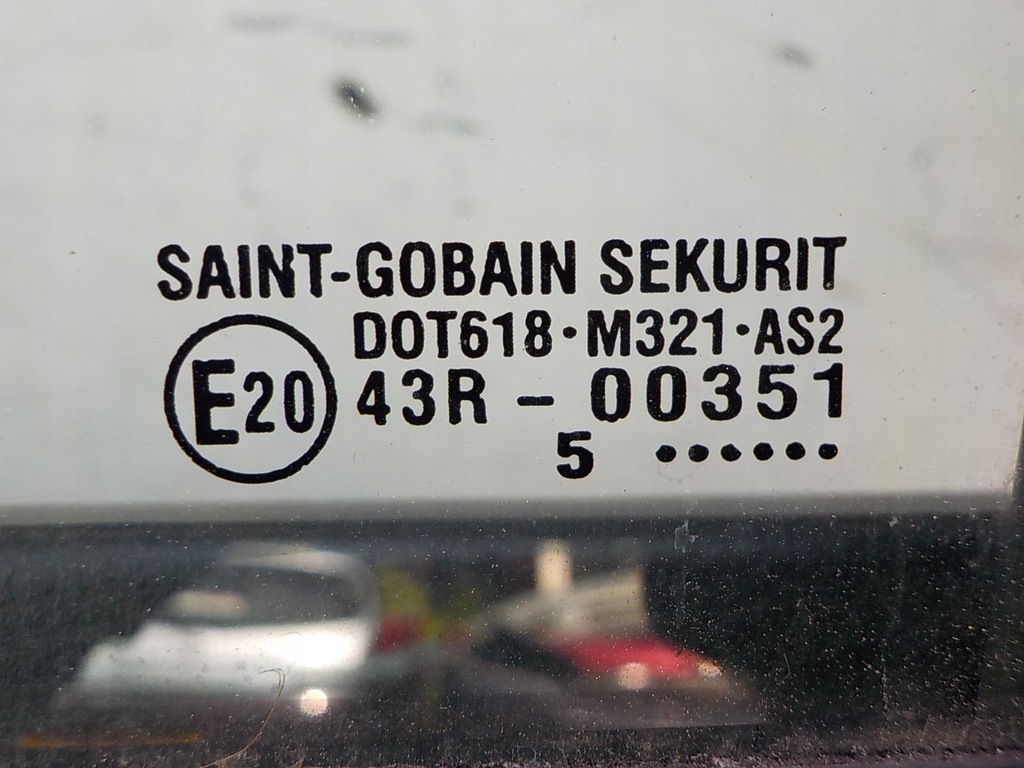 SAINT-GOBAIN SEKURIT
DOT618·M321·AS2
E20 43R - 00351
5 ······